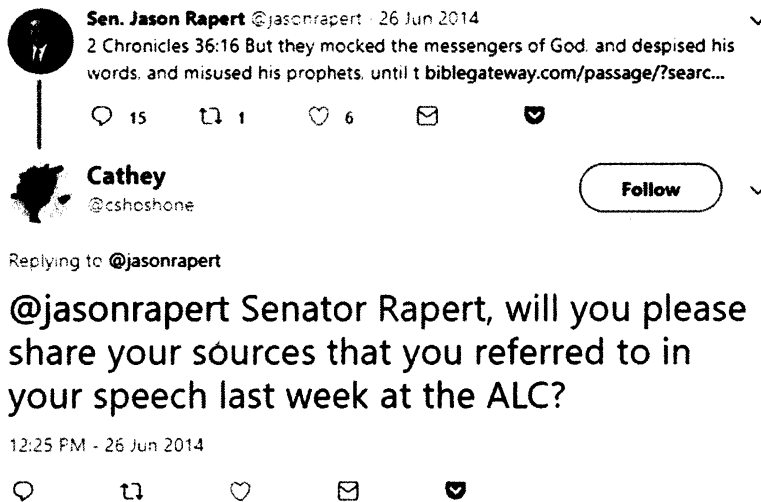 Sen. Jason Rapert @jasonrapert · 26 Jun 2014
2 Chronicles 36:16 But they mocked the messengers of God. and despised his
words. and misused his prophets. until t biblegateway.com/passage/?searc...
15 1 6
Cathey
@cshoshone
Follow
Replying to @jasonrapert
@jasonrapert Senator Rapert, will you please
share your sources that you referred to in
your speech last week at the ALC?
12:25 PM - 26 Jun 2014